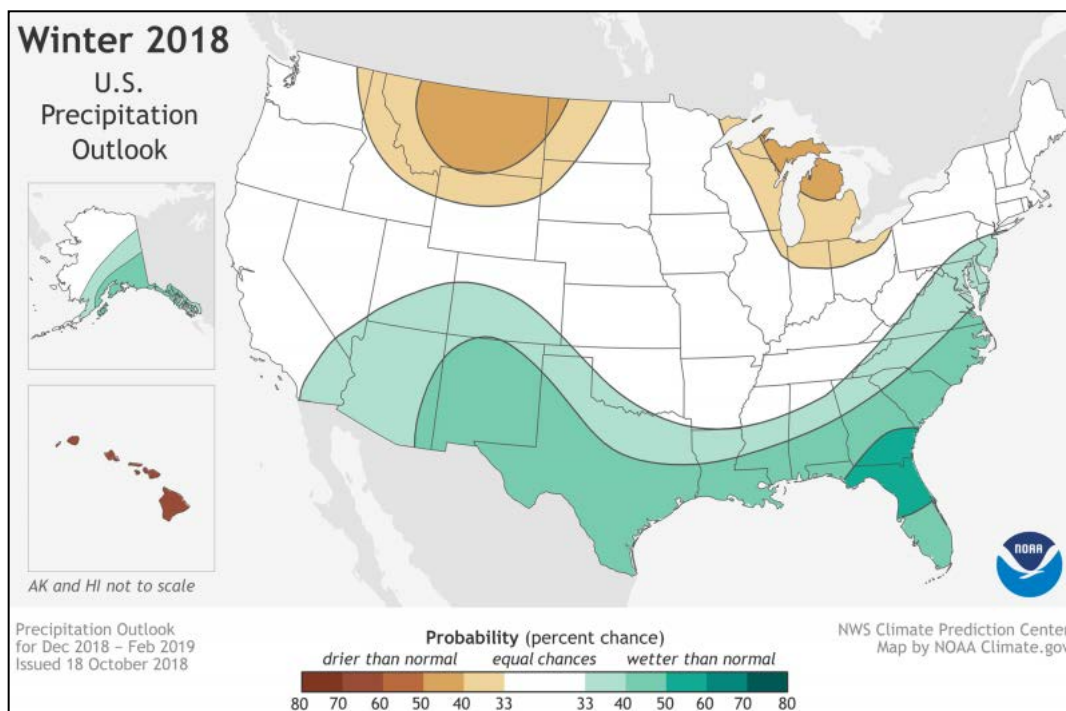 Winter 2018
U.S.
Precipitation
Outlook
AK and HI not to scale
Precipitation Outlook
for Dec 2018 – Feb 2019
Issued 18 October 2018
Probability (percent chance)
drier than normal equal chances wetter than normal
80 70 60 50 40 33 33 40 50 60 70 80
NOAA
NWS Climate Prediction Center
Map by NOAA Climate.gov